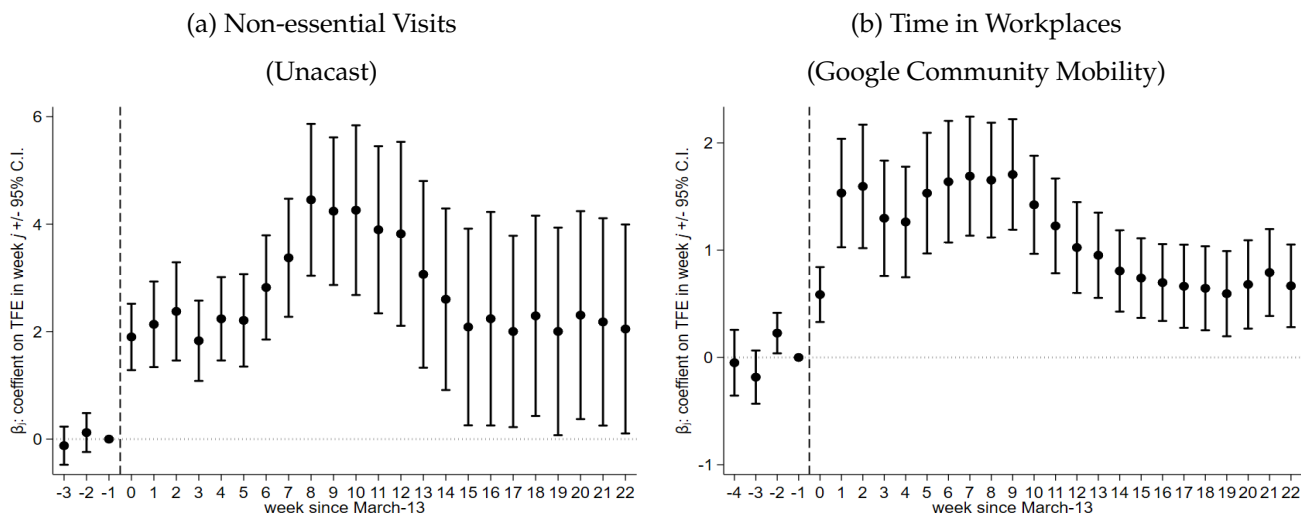 (a) Non-essential Visits
(Unacast)
βj: coeffient on TFE in week j +/- 95% C.I.
6
4
2
0
-3 -2 -1 0 1 2 3 4 5 6 7 8 9 10 11 12 13 14 15 16 17 18 19 20 21 22
week since March-13
(b) Time in Workplaces
(Google Community Mobility)
βj: coeffient on TFE in week j +/- 95% C.I.
2
1
0
-1
-4 -3 -2 -1 0 1 2 3 4 5 6 7 8 9 10 11 12 13 14 15 16 17 18 19 20 21 22
week since March-13